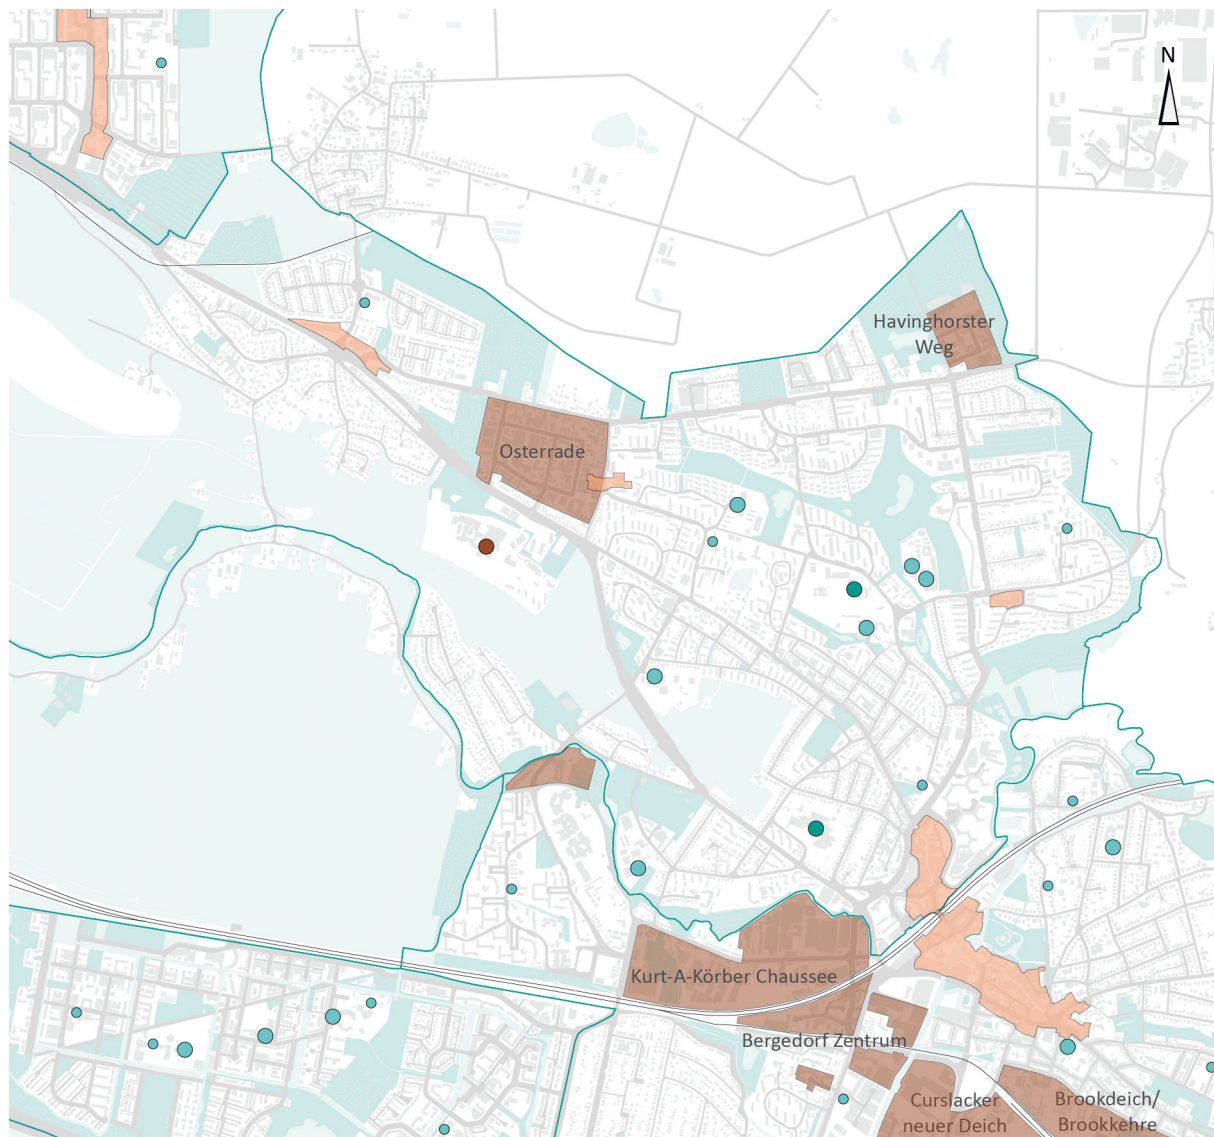 N
Havinghorster
Weg
Osterrade
Kurt-A-Körber Chaussee
Bergedorf Zentrum
Curslacker
neuer Deich
Brookdeich/
Brookkehre